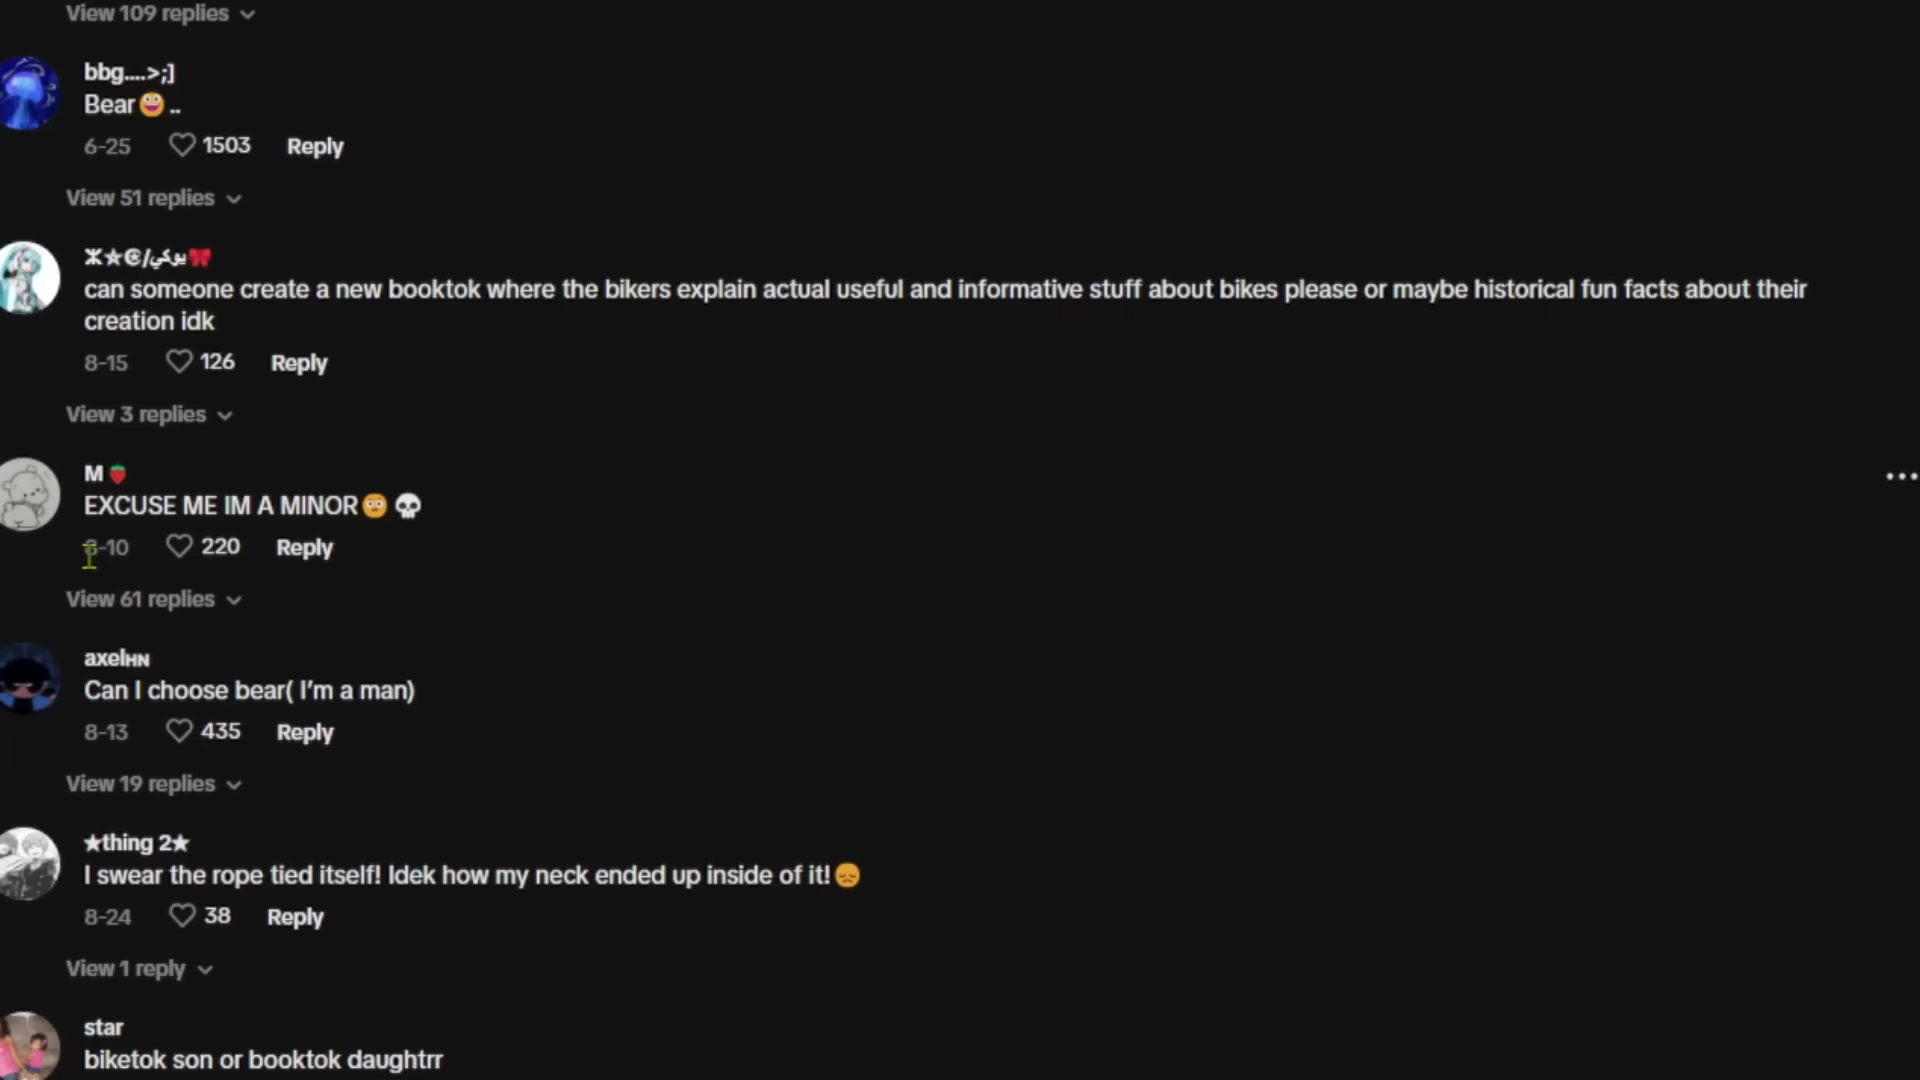 View 109 replies
bbg....>;]
Bear😀 ..
6-25 1503 Reply
View 51 replies
ⵣ★/يوكي🎀
can someone create a new booktok where the bikers explain actual useful and informative stuff about bikes please or maybe historical fun facts about their
creation idk
8-15 126 Reply
View 3 replies
M🍓
EXCUSE ME IM A MINOR😳 💀
8-10 220 Reply
View 61 replies
axelHN
Can I choose bear( I'm a man)
8-13 435 Reply
View 19 replies
★thing 2★
I swear the rope tied itself! Idek how my neck ended up inside of it!😞
8-24 38 Reply
View 1 reply
star
biketok son or booktok daughtrr